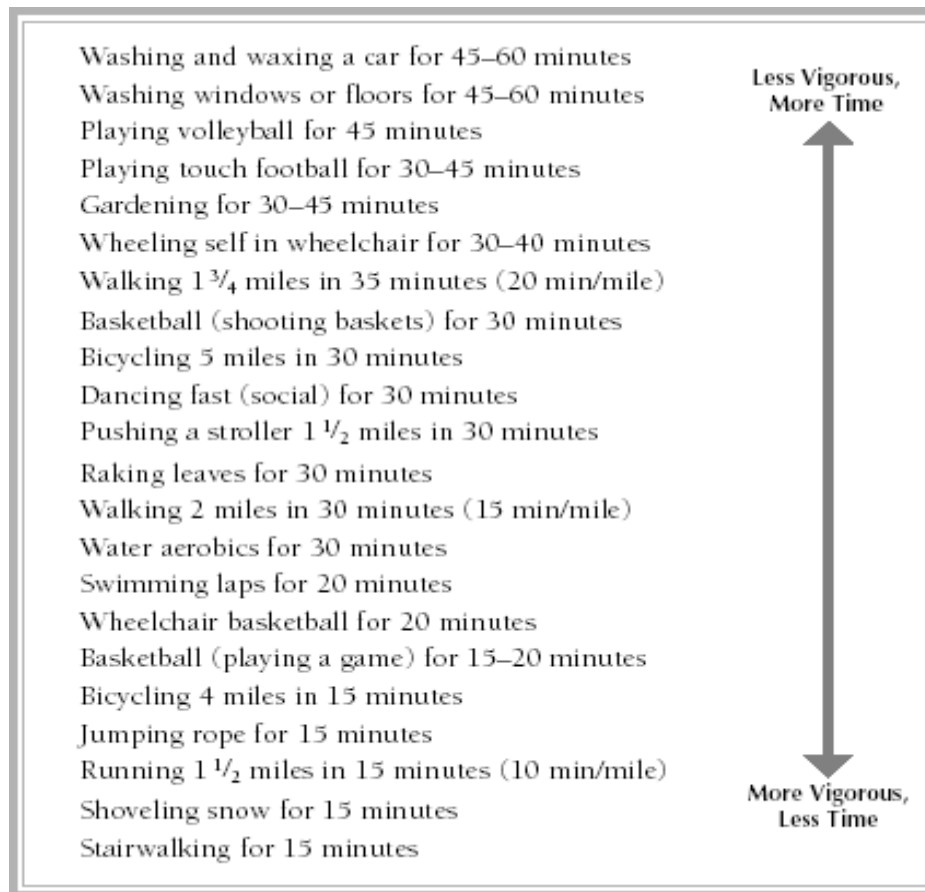 Washing and waxing a car for 45–60 minutes
Washing windows or floors for 45–60 minutes
Playing volleyball for 45 minutes
Playing touch football for 30–45 minutes
Gardening for 30–45 minutes
Wheeling self in wheelchair for 30–40 minutes
Walking 1 3/4 miles in 35 minutes (20 min/mile)
Basketball (shooting baskets) for 30 minutes
Bicycling 5 miles in 30 minutes
Dancing fast (social) for 30 minutes
Pushing a stroller 1 1/2 miles in 30 minutes
Raking leaves for 30 minutes
Walking 2 miles in 30 minutes (15 min/mile)
Water aerobics for 30 minutes
Swimming laps for 20 minutes
Wheelchair basketball for 20 minutes
Basketball (playing a game) for 15–20 minutes
Bicycling 4 miles in 15 minutes
Jumping rope for 15 minutes
Running 1 1/2 miles in 15 minutes (10 min/mile)
Shoveling snow for 15 minutes
Stairwalking for 15 minutes
Less Vigorous,
More Time
More Vigorous,
Less Time